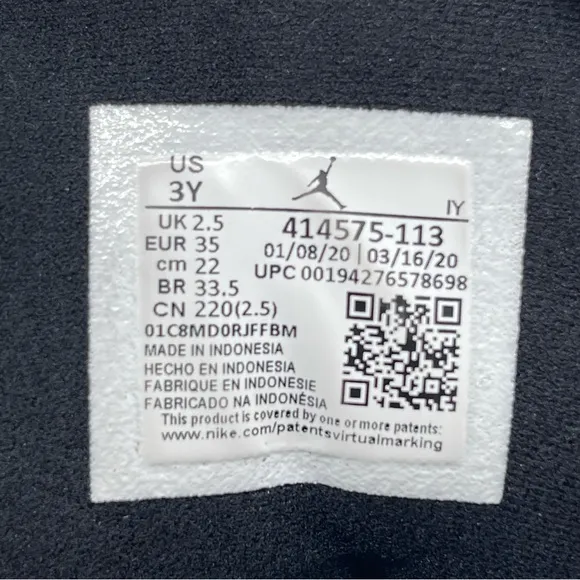 US
3Y
IY
UK 2.5
EUR 35
cm 22
BR 33.5
CN 220(2.5)
414575-113
01/08/20 | 03/16/20
UPC 00194276578698
01C8MD0RJFFBM
MADE IN INDONESIA
HECHO EN INDONESIA
FABRIQUE EN INDONESIE
FABRICADO NA INDONÉSIA
This product is covered by one or more patents:
www.nike.com/patentsvirtualmarking